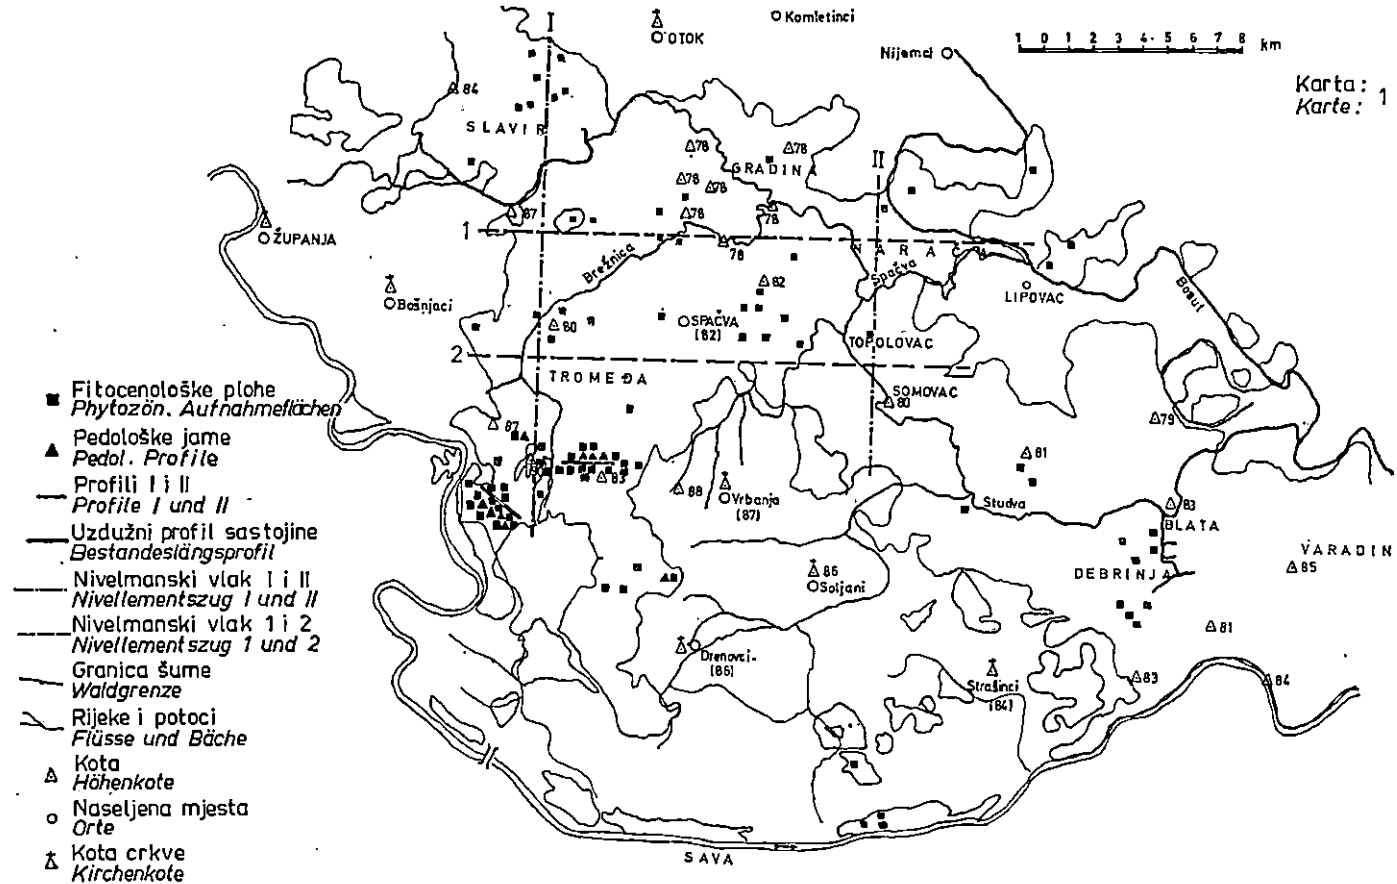 I
OTOK
Komletinci
Nijemci
1 0 1 2 3 4 5 6 7 8 km
Karta: 1
Karte:
84
SLAVIR
78
78
GRADINA
II
78
78
87
78
78
ŽUPANJA
1
78
NARAČA
Brežnica
Spačva
82
LIPOVAC
Bosut
Bošnjaci
80
SPAČVA
(82)
TOPOLOVAC
2
TROMEĐA
SOMOVAC
80
79
87
81
83
88
Vrbanja
(87)
Studva
83
BLATA
VARADIN
86
Soljani
DEBRINJA
85
81
Drenovci
(86)
Strašinci
(84)
83
84
SAVA
Fitocenološke plohe
Phytozön. Aufnahmeflächen
Pedološke jame
Pedol. Profile
Profili I i II
Profile I und II
Uzdužni profil sastojine
Bestandeslängsprofil
Nivelmanski vlak I i II
Nivellementszug I und II
Nivelmanski vlak 1 i 2
Nivellementszug 1 und 2
Granica šume
Waldgrenze
Rijeke i potoci
Flüsse und Bäche
Kota
Höhenkote
Naseljena mjesta
Orte
Kota crkve
Kirchenkote